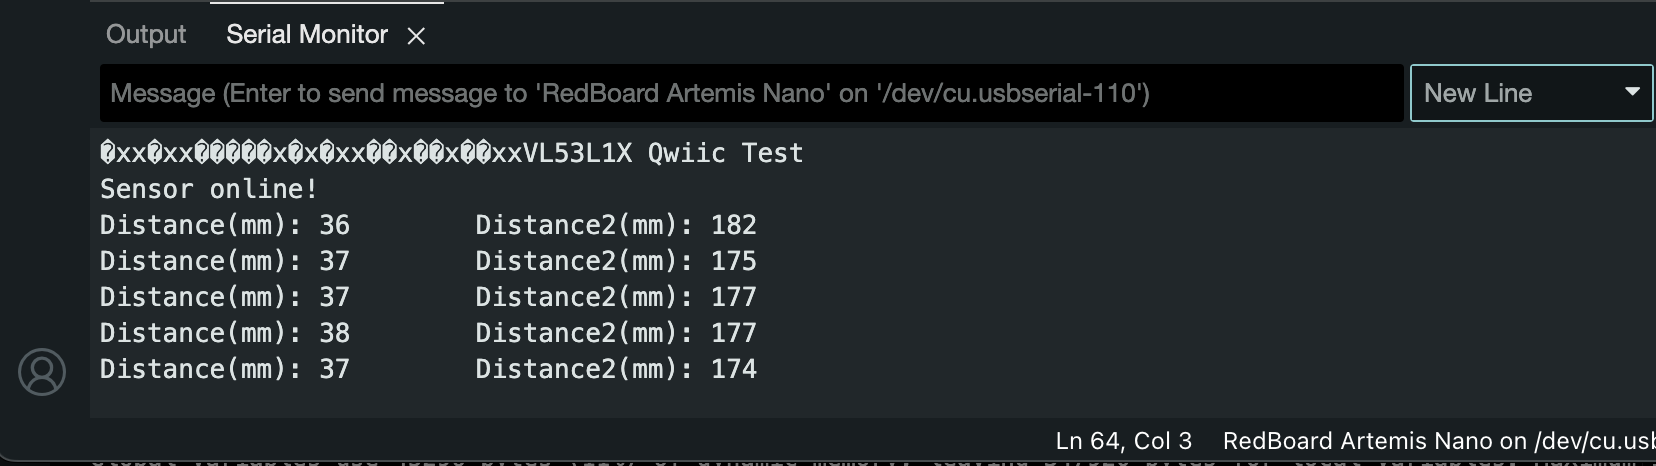 Output Serial Monitor
Message (Enter to send message to 'RedBoard Artemis Nano' on '/dev/cu.usbserial-110')
New Line
�xx�xx�����x�x�xx��x��x��xxVL53L1X Qwiic Test
Sensor online!
Distance(mm): 36 Distance2(mm): 182
Distance(mm): 37 Distance2(mm): 175
Distance(mm): 37 Distance2(mm): 177
Distance(mm): 38 Distance2(mm): 177
Distance(mm): 37 Distance2(mm): 174
Ln 64, Col 3 RedBoard Artemis Nano on /dev/cu.usb